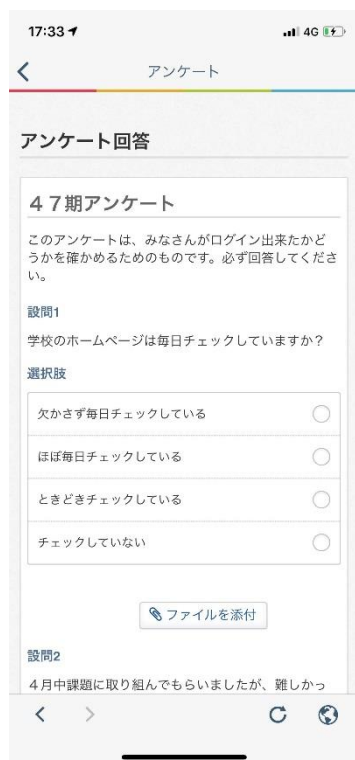 17:33
4G
アンケート
アンケート回答
４７期アンケート
このアンケートは、みなさんがログイン出来たかど
うかを確かめるためのものです。必ず回答してくださ
い。
設問1
学校のホームページは毎日チェックしていますか？
選択肢
欠かさず毎日チェックしている
ほぼ毎日チェックしている
ときどきチェックしている
チェックしていない
ファイルを添付
設問2
４月中課題に取り組んでもらいましたが、難しかっ